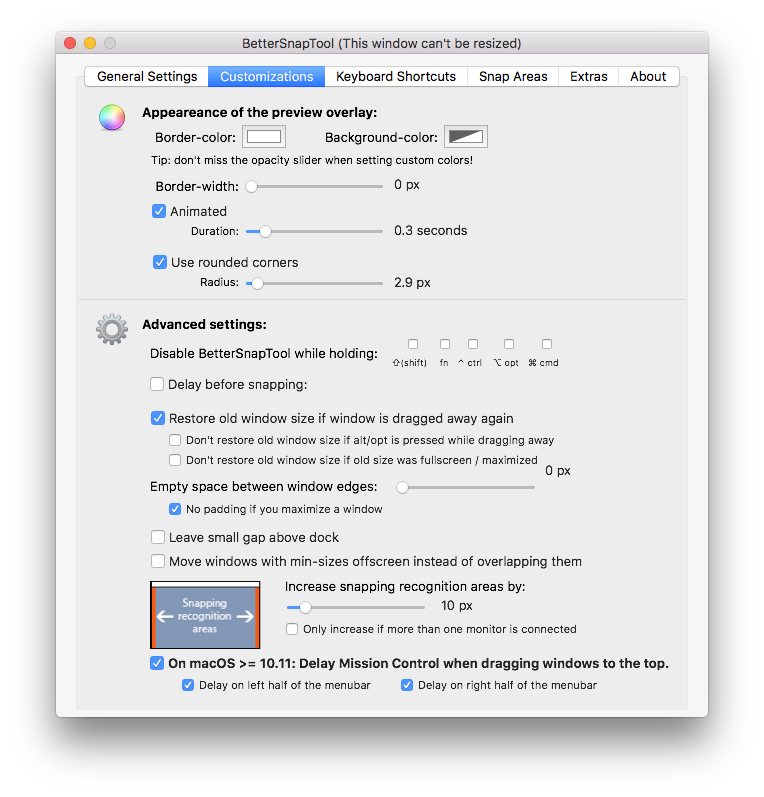 BetterSnapTool (This window can't be resized)
General Settings Customizations Keyboard Shortcuts Snap Areas Extras About
Appeareance of the preview overlay:
Border-color: Background-color:
Tip: don't miss the opacity slider when setting custom colors!
Border-width: 0 px
Animated
Duration: 0.3 seconds
Use rounded corners
Radius: 2.9 px
Advanced settings:
Disable BetterSnapTool while holding:
⇧(shift) fn ^ ctrl ⌥ opt ⌘ cmd
Delay before snapping:
Restore old window size if window is dragged away again
Don't restore old window size if alt/opt is pressed while dragging away
Don't restore old window size if old size was fullscreen / maximized
0 px
Empty space between window edges:
No padding if you maximize a window
Leave small gap above dock
Move windows with min-sizes offscreen instead of overlapping them
Snapping
recognition
areas
Increase snapping recognition areas by:
10 px
Only increase if more than one monitor is connected
On macOS >= 10.11: Delay Mission Control when dragging windows to the top.
Delay on left half of the menubar Delay on right half of the menubar